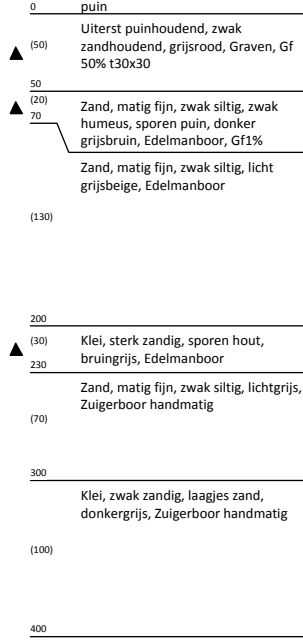 0 puin
Uiterst puinhoudend, zwak
(50) zandhoudend, grijsrood, Graven, Gf
50% t30x30
50
(20) Zand, matig fijn, zwak siltig, zwak
70 humeus, sporen puin, donker
grijsbruin, Edelmanboor, Gf1%
Zand, matig fijn, zwak siltig, licht
grijsbeige, Edelmanboor
(130)
200
(30) Klei, sterk zandig, sporen hout,
bruingrijs, Edelmanboor
230
Zand, matig fijn, zwak siltig, lichtgrijs,
Zuigerboor handmatig
(70)
300
Klei, zwak zandig, laagjes zand,
donkergrijs, Zuigerboor handmatig
(100)
400